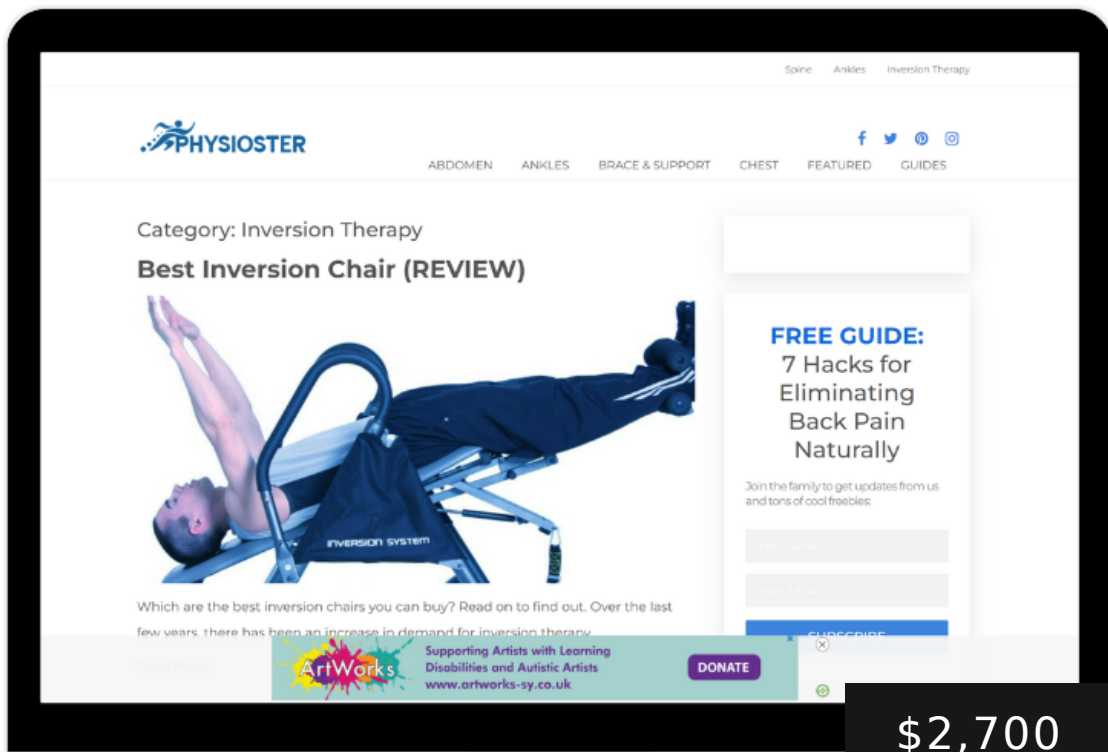 Spine Ankles Inversion Therapy
PHYSIOSTER
ABDOMEN ANKLES BRACE & SUPPORT CHEST FEATURED GUIDES
Category: Inversion Therapy
Best Inversion Chair (REVIEW)
INVERSION SYSTEM
Which are the best inversion chairs you can buy? Read on to find out. Over the last
few years, there has been an increase in demand for inversion therapy
FREE GUIDE:
7 Hacks for
Eliminating
Back Pain
Naturally
Join the family to get updates from us
and tons of cool freebies:
SUBSCRIBE
ArtWorks
Supporting Artists with Learning
Disabilities and Autistic Artists
www.artworks-sy.co.uk
DONATE
$2,700